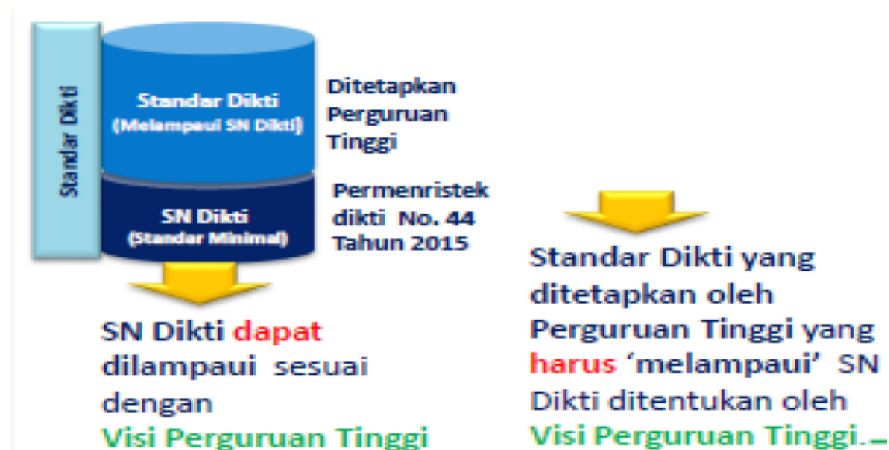 Standar Dikti
Standar Dikti
(Melampaui SN Dikti)
Ditetapkan
Perguruan
Tinggi
SN Dikti
(Standar Minimal)
Permenristek
dikti No. 44
Tahun 2015
SN Dikti dapat
dilampaui sesuai
dengan
Visi Perguruan Tinggi
Standar Dikti yang
ditetapkan oleh
Perguruan Tinggi yang
harus ‘melampaui’ SN
Dikti ditentukan oleh
Visi Perguruan Tinggi.